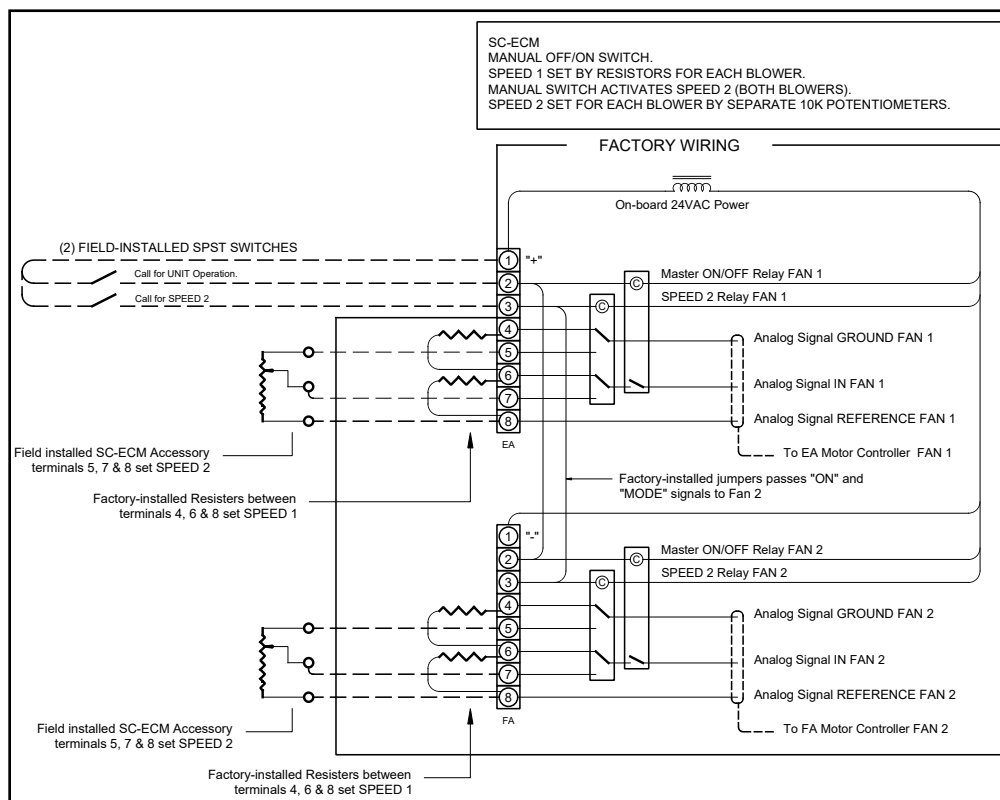 SC-ECM
MANUAL OFF/ON SWITCH.
SPEED 1 SET BY RESISTORS FOR EACH BLOWER.
MANUAL SWITCH ACTIVATES SPEED 2 (BOTH BLOWERS).
SPEED 2 SET FOR EACH BLOWER BY SEPARATE 10K POTENTIOMETERS.
FACTORY WIRING
On-board 24VAC Power
(2) FIELD-INSTALLED SPST SWITCHES
1 "+"
Call for UNIT Operation.
2
C
Master ON/OFF Relay FAN 1
Call for SPEED 2
3
C
SPEED 2 Relay FAN 1
4
Analog Signal GROUND FAN 1
5
6
Analog Signal IN FAN 1
7
8
Analog Signal REFERENCE FAN 1
EA
To EA Motor Controller FAN 1
Field installed SC-ECM Accessory
terminals 5, 7 & 8 set SPEED 2
Factory-installed Resisters between
terminals 4, 6 & 8 set SPEED 1
Factory-installed jumpers passes "ON" and
"MODE" signals to Fan 2
1 "-"
2
C
Master ON/OFF Relay FAN 2
3
C
SPEED 2 Relay FAN 2
4
Analog Signal GROUND FAN 2
5
6
Analog Signal IN FAN 2
7
8
Analog Signal REFERENCE FAN 2
FA
To FA Motor Controller FAN 2
Field installed SC-ECM Accessory
terminals 5, 7 & 8 set SPEED 2
Factory-installed Resisters between
terminals 4, 6 & 8 set SPEED 1